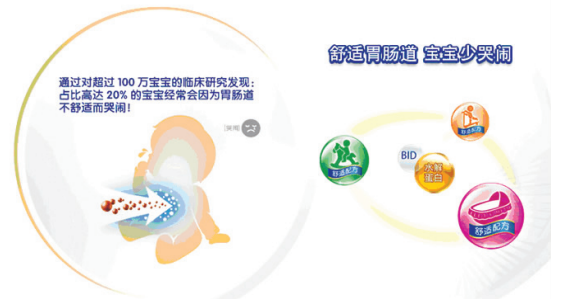 通过对超过 100 万宝宝的临床研究发现：
占比高达 20% 的宝宝经常会因为胃肠道
不舒适而哭闹！
舒适胃肠道 宝宝少哭闹
舒适配方
舒适配方
BID
水解
蛋白
舒适配方